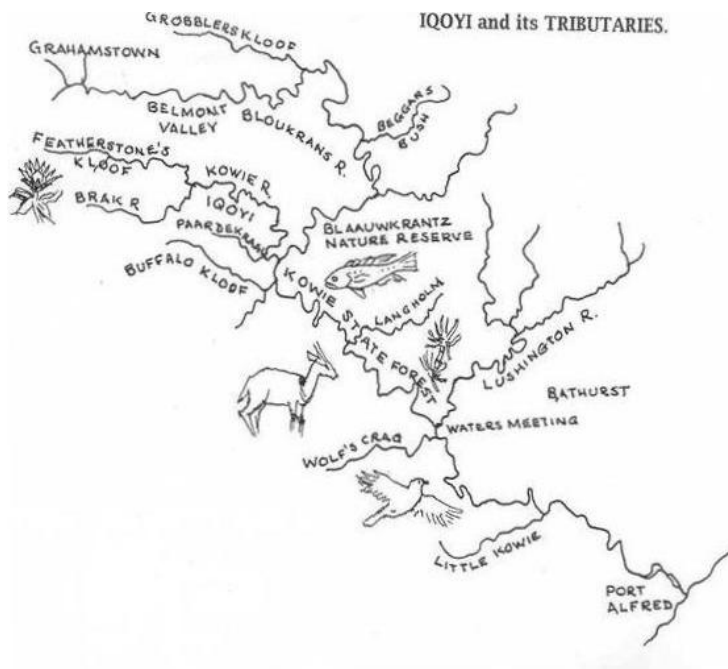 IQOYI and its TRIBUTARIES.
GROBBLERSKLOOF
GRAHAMSTOWN
BELMONT
VALLEY
BLOUKRANS R.
BEGGARS
BUSH
FEATHERSTONE'S
KLOOF
KOWIE R.
IQOYI
BRAK R
PAARDEKRAAL
BUFFALO KLOOF
BLAAUWKRANTZ
NATURE RESERVE
KOWIE STATE FOREST
LANGHOLM
LUSHINGTON R.
BATHURST
WATERS MEETING
WOLF'S CRAG
LITTLE KOWIE
PORT
ALFRED